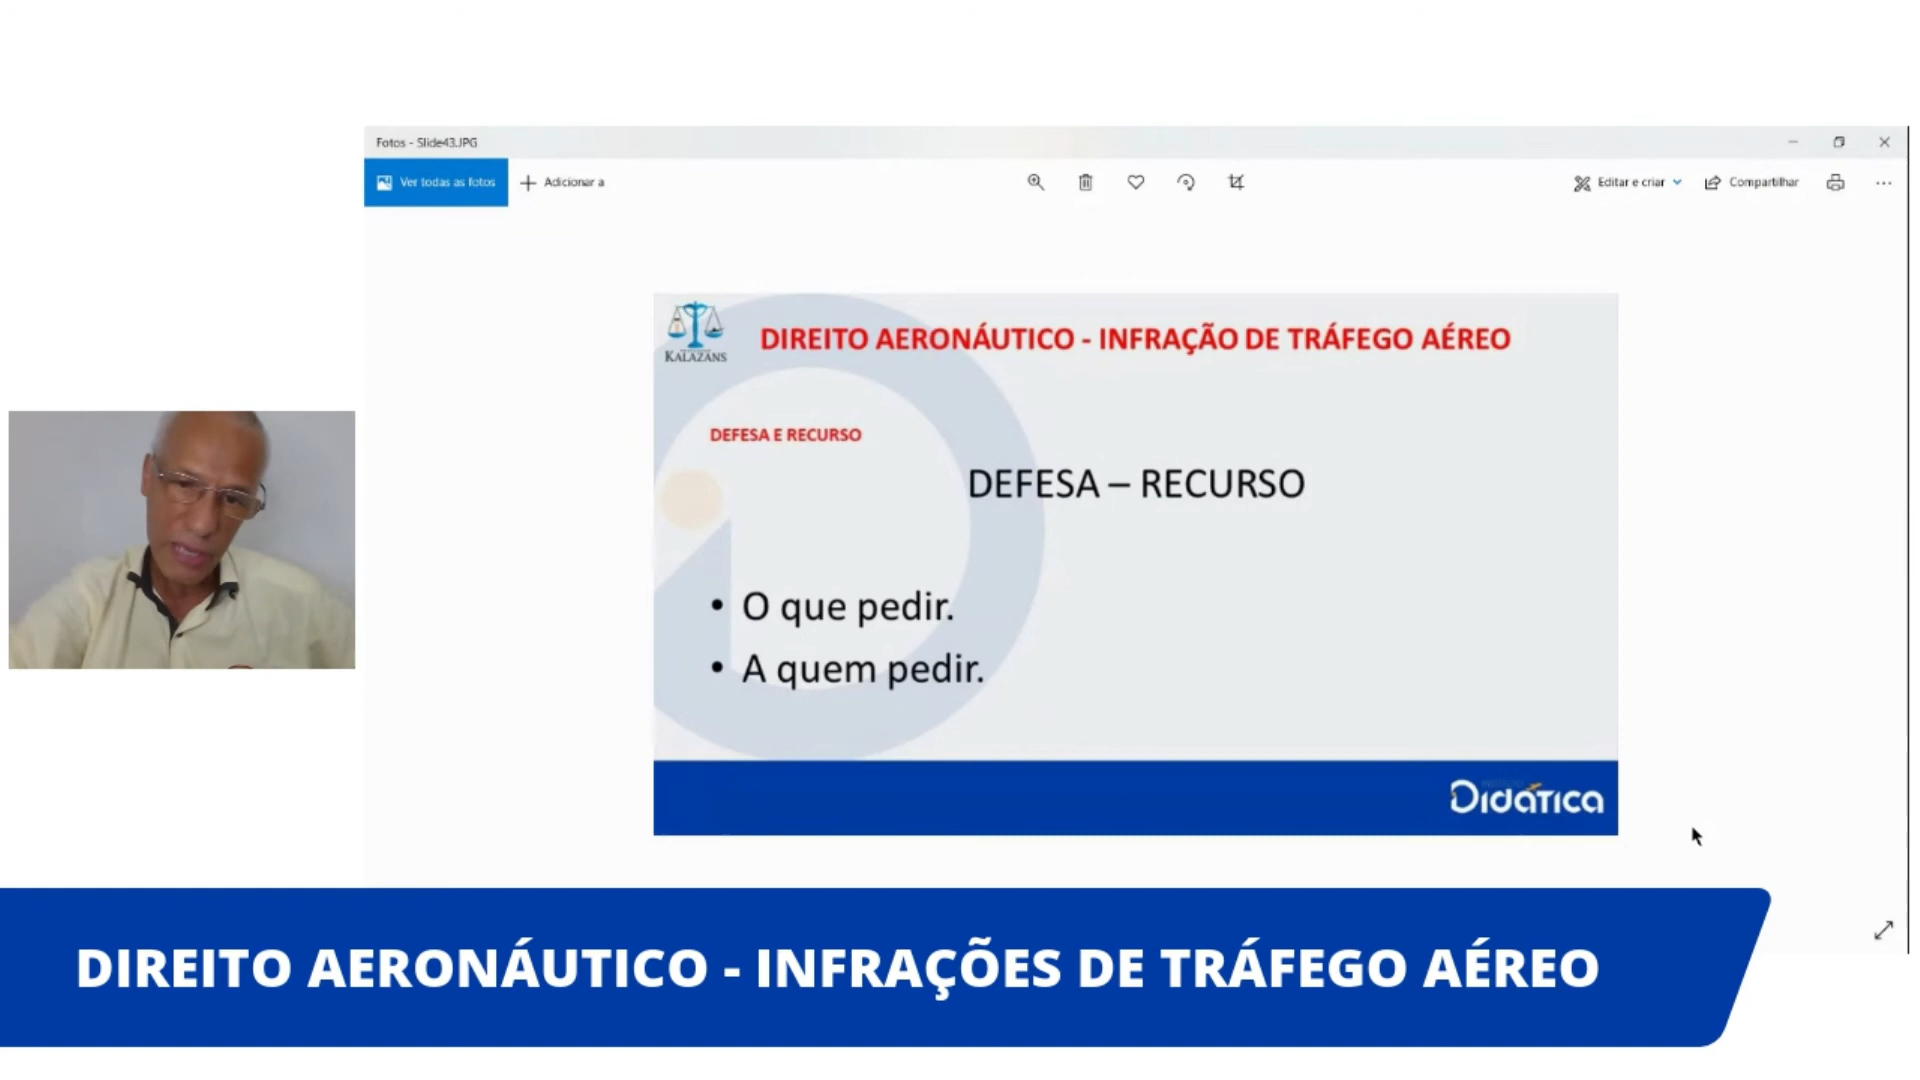 Fotos - Slide43.JPG
Ver todas as fotos
Adicionar a
Editar e criar
Compartilhar
KALAZANS
DIREITO AERONÁUTICO - INFRAÇÃO DE TRÁFEGO AÉREO
DEFESA E RECURSO
DEFESA – RECURSO
• O que pedir.
• A quem pedir.
Didática
DIREITO AERONÁUTICO - INFRAÇÕES DE TRÁFEGO AÉREO